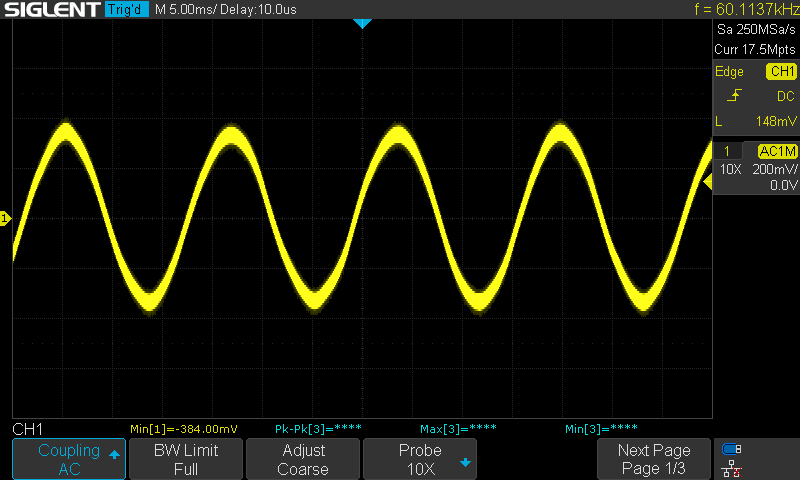 SIGLENT Trig'd M 5.00ms/ Delay:10.0us f = 60.1137kHz
Sa 250MSa/s
Curr 17.5Mpts
Edge CH1
DC
L 148mV
1 AC1M
10X 200mV/
0.0V
1
CH1 Min[1]=-384.00mV Pk-Pk[3]=**** Max[3]=**** Min[3]=****
Coupling
AC
BW Limit
Full
Adjust
Coarse
Probe
10X
Next Page
Page 1/3